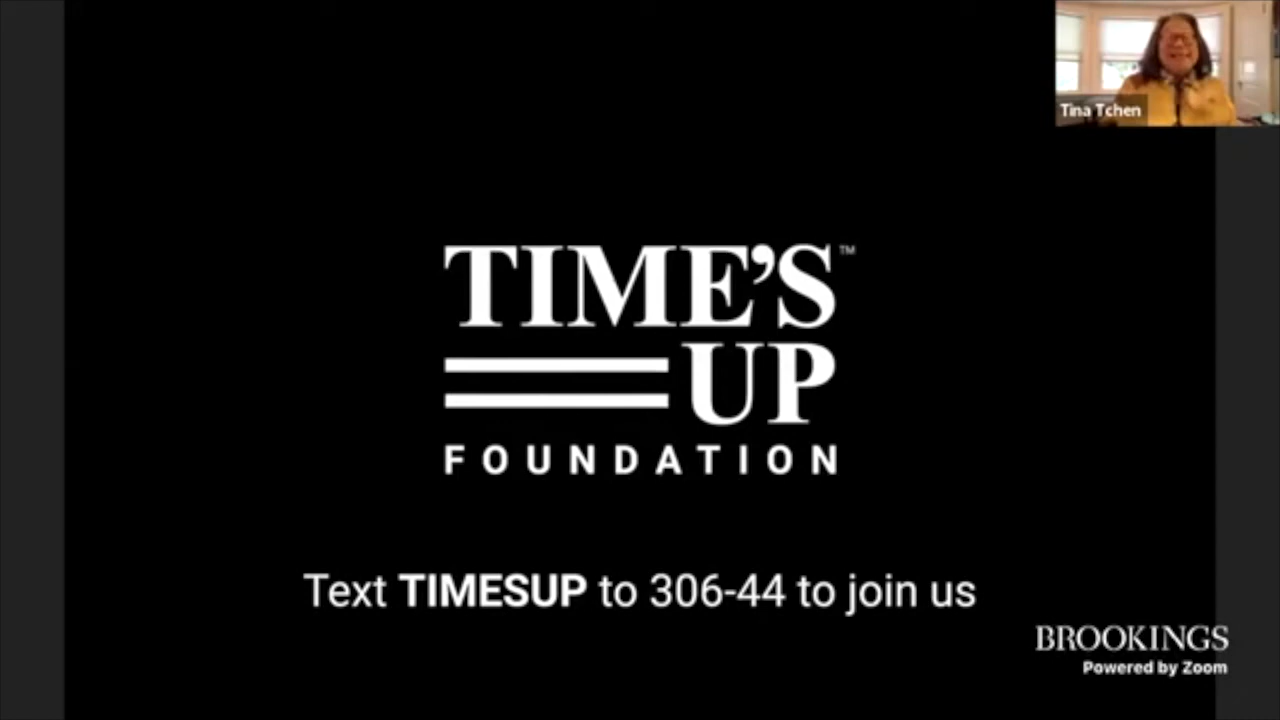 Tina Tchen
TIME'S™
UP
FOUNDATION
Text TIMESUP to 306-44 to join us
BROOKINGS
Powered by Zoom